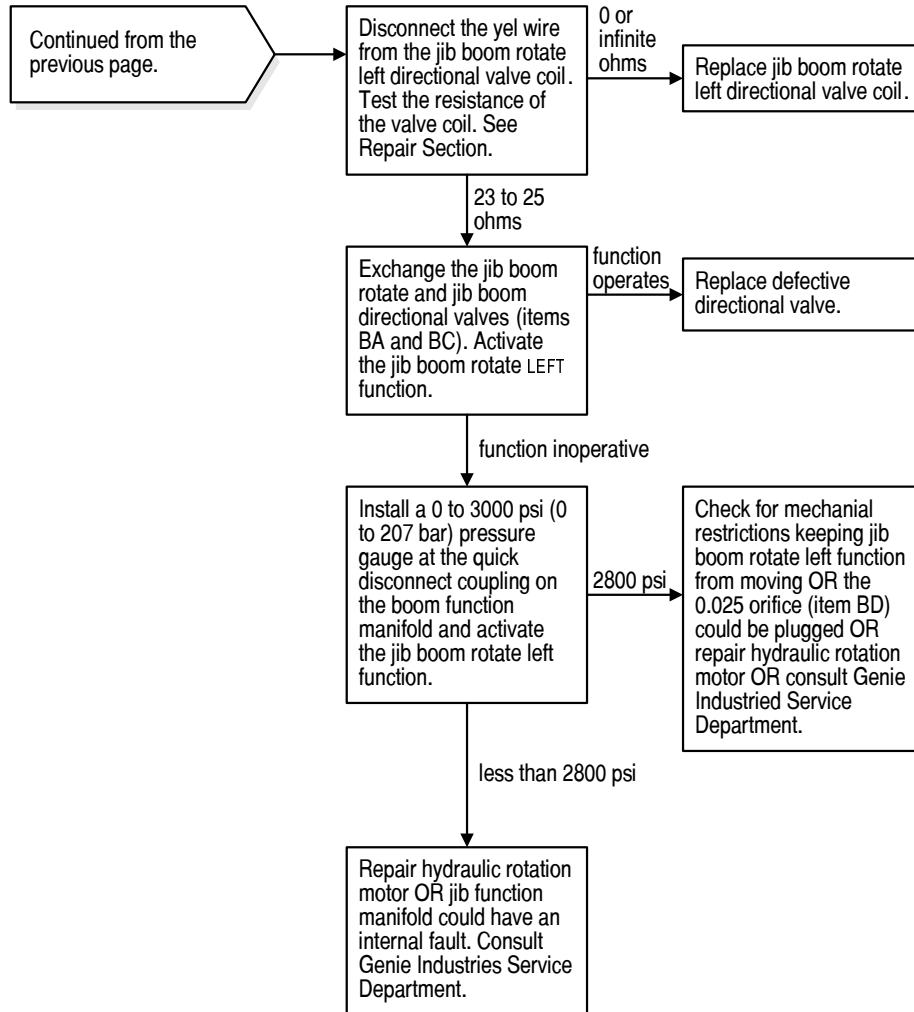 Continued from the
previous page.
Disconnect the yel wire
from the jib boom rotate
left directional valve coil.
Test the resistance of
the valve coil. See
Repair Section.
0 or
infinite
ohms
Replace jib boom rotate
left directional valve coil.
23 to 25
ohms
Exchange the jib boom
rotate and jib boom
directional valves (items
BA and BC). Activate
the jib boom rotate LEFT
function.
function
operates
Replace defective
directional valve.
function inoperative
Install a 0 to 3000 psi (0
to 207 bar) pressure
gauge at the quick
disconnect coupling on
the boom function
manifold and activate
the jib boom rotate left
function.
2800 psi
Check for mechanial
restrictions keeping jib
boom rotate left function
from moving OR the
0.025 orifice (item BD)
could be plugged OR
repair hydraulic rotation
motor OR consult Genie
Industried Service
Department.
less than 2800 psi
Repair hydraulic rotation
motor OR jib function
manifold could have an
internal fault. Consult
Genie Industries Service
Department.